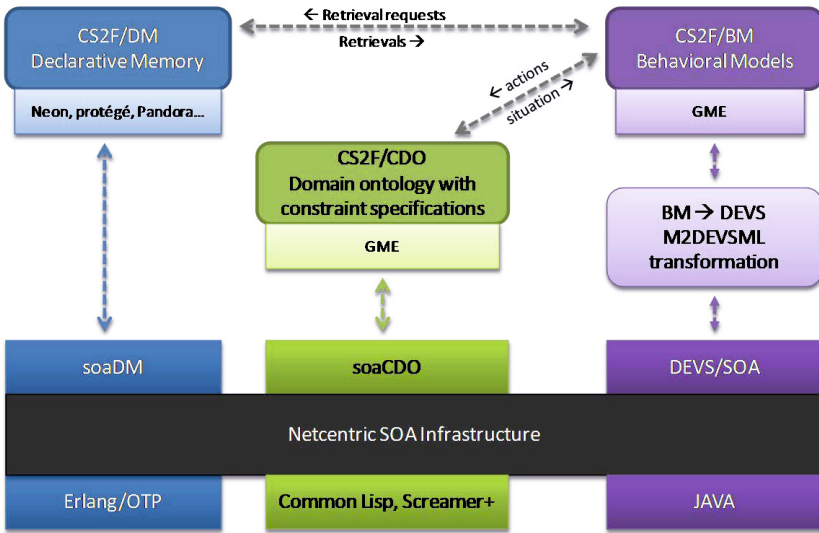 CS2F/DM
Declarative Memory
Neon, protégé, Pandora...
← Retrieval requests
Retrievals →
CS2F/BM
Behavioral Models
GME
← actions
situation →
CS2F/CDO
Domain ontology with
constraint specifications
GME
BM → DEVS
M2DEVSML
transformation
soaDM
soaCDO
DEVS/SOA
Netcentric SOA Infrastructure
Erlang/OTP
Common Lisp, Screamer+
JAVA